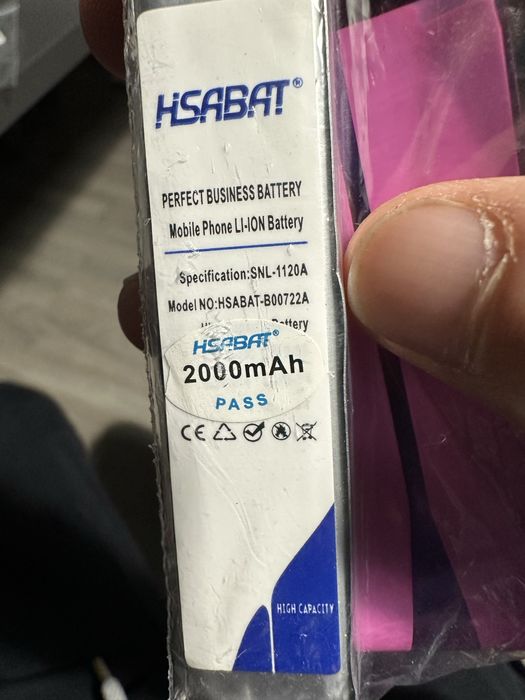 HSABAT®
PERFECT BUSINESS BATTERY
Mobile Phone LI-ION Battery
Specification:SNL-1120A
Model NO:HSABAT-B00722A
Battery
HSABAT®
2000mAh
PASS
CE
HIGH CAPACITY